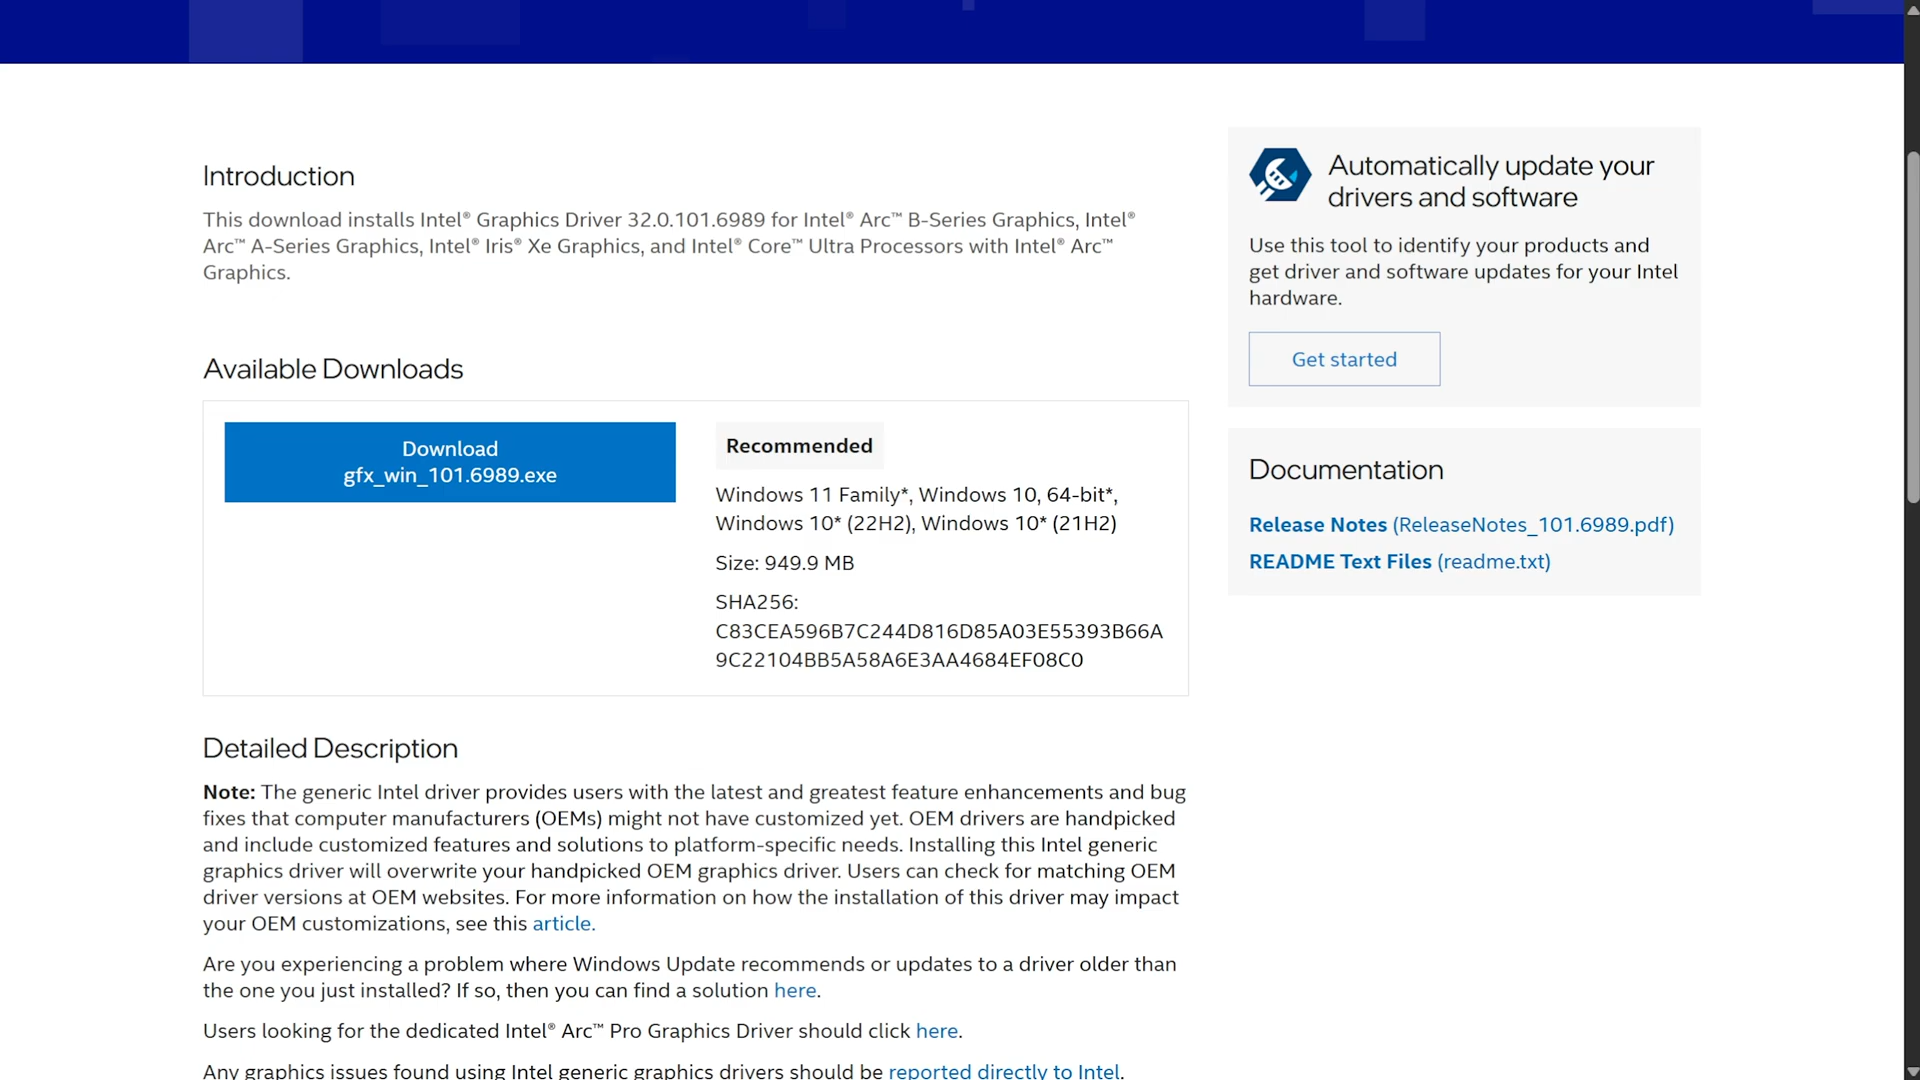 Introduction
This download installs Intel® Graphics Driver 32.0.101.6989 for Intel® Arc™ B-Series Graphics, Intel®
Arc™ A-Series Graphics, Intel® Iris® Xe Graphics, and Intel® Core™ Ultra Processors with Intel® Arc™
Graphics.
Available Downloads
Download
gfx_win_101.6989.exe
Recommended
Windows 11 Family*, Windows 10, 64-bit*,
Windows 10* (22H2), Windows 10* (21H2)
Size: 949.9 MB
SHA256:
C83CEA596B7C244D816D85A03E55393B66A
9C22104BB5A58A6E3AA4684EF08C0
Detailed Description
Note: The generic Intel driver provides users with the latest and greatest feature enhancements and bug
fixes that computer manufacturers (OEMs) might not have customized yet. OEM drivers are handpicked
and include customized features and solutions to platform-specific needs. Installing this Intel generic
graphics driver will overwrite your handpicked OEM graphics driver. Users can check for matching OEM
driver versions at OEM websites. For more information on how the installation of this driver may impact
your OEM customizations, see this article.
Are you experiencing a problem where Windows Update recommends or updates to a driver older than
the one you just installed? If so, then you can find a solution here.
Users looking for the dedicated Intel® Arc™ Pro Graphics Driver should click here.
Any graphics issues found using Intel generic graphics drivers should be reported directly to Intel.
Automatically update your
drivers and software
Use this tool to identify your products and
get driver and software updates for your Intel
hardware.
Get started
Documentation
Release Notes (ReleaseNotes_101.6989.pdf)
README Text Files (readme.txt)